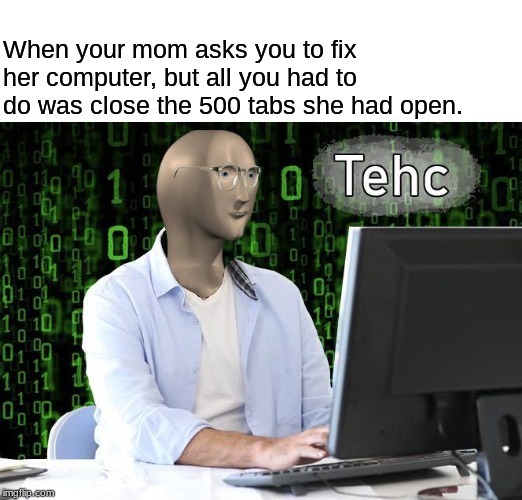 When your mom asks you to fix
her computer, but all you had to
do was close the 500 tabs she had open.
Tehc
imgflip.com